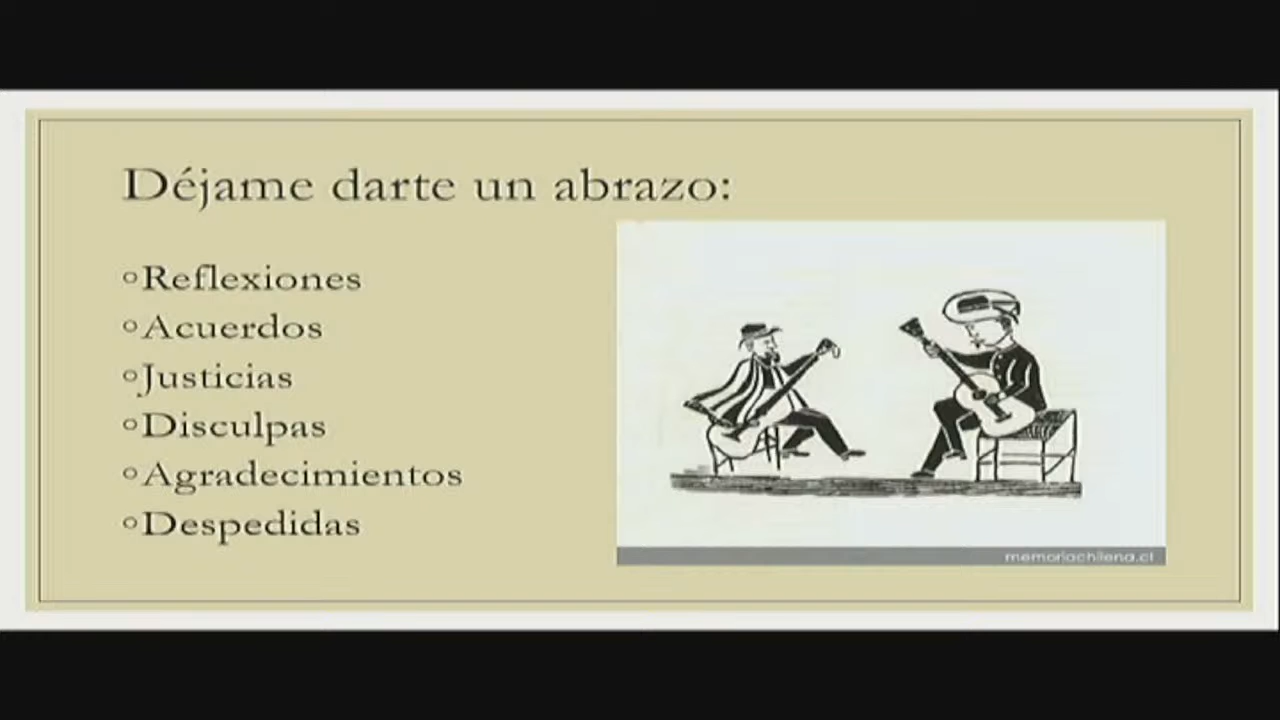 Déjame darte un abrazo:
Reflexiones
Acuerdos
Justicias
Disculpas
Agradecimientos
Despedidas
memoriachilena.cl